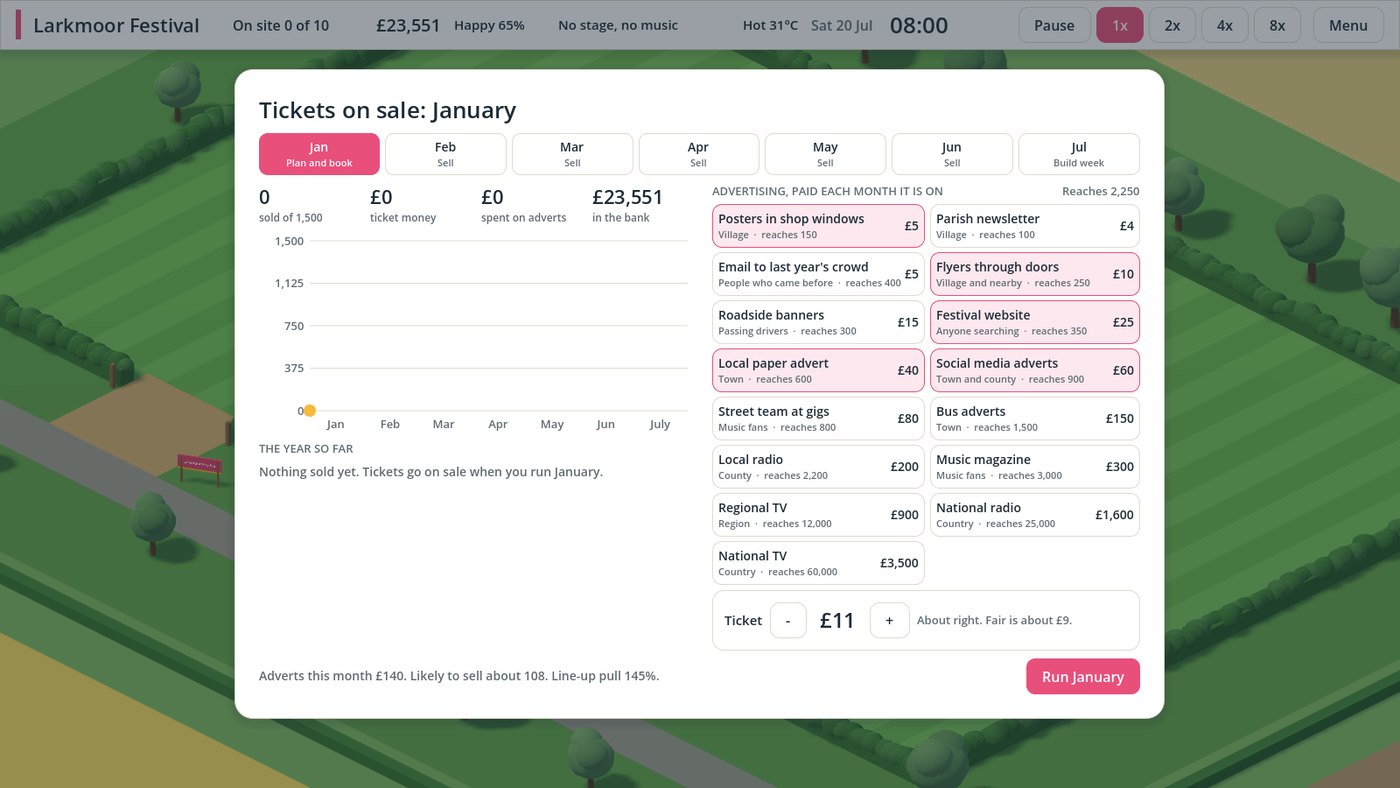 Larkmoor Festival On site 0 of 10 £23,551 Happy 65% No stage, no music Hot 31°C Sat 20 Jul 08:00 Pause 1x 2x 4x 8x Menu
Tickets on sale: January
Jan Feb Mar Apr May Jun Jul
Plan and book Sell Sell Sell Sell Sell Build week
0 £0 £0 £23,551
sold of 1,500 ticket money spent on adverts in the bank
1,500
1,125
750
375
0
Jan Feb Mar Apr May Jun July
THE YEAR SO FAR
Nothing sold yet. Tickets go on sale when you run January.
ADVERTISING, PAID EACH MONTH IT IS ON Reaches 2,250
Posters in shop windows £5
Village · reaches 150
Parish newsletter £4
Village · reaches 100
Email to last year's crowd £5
People who came before · reaches 400
Flyers through doors £10
Village and nearby · reaches 250
Roadside banners £15
Passing drivers · reaches 300
Festival website £25
Anyone searching · reaches 350
Local paper advert £40
Town · reaches 600
Social media adverts £60
Town and county · reaches 900
Street team at gigs £80
Music fans · reaches 800
Bus adverts £150
Town · reaches 1,500
Local radio £200
County · reaches 2,200
Music magazine £300
Music fans · reaches 3,000
Regional TV £900
Region · reaches 12,000
National radio £1,600
Country · reaches 25,000
National TV £3,500
Country · reaches 60,000
Ticket - £11 + About right. Fair is about £9.
Adverts this month £140. Likely to sell about 108. Line-up pull 145%.
Run January